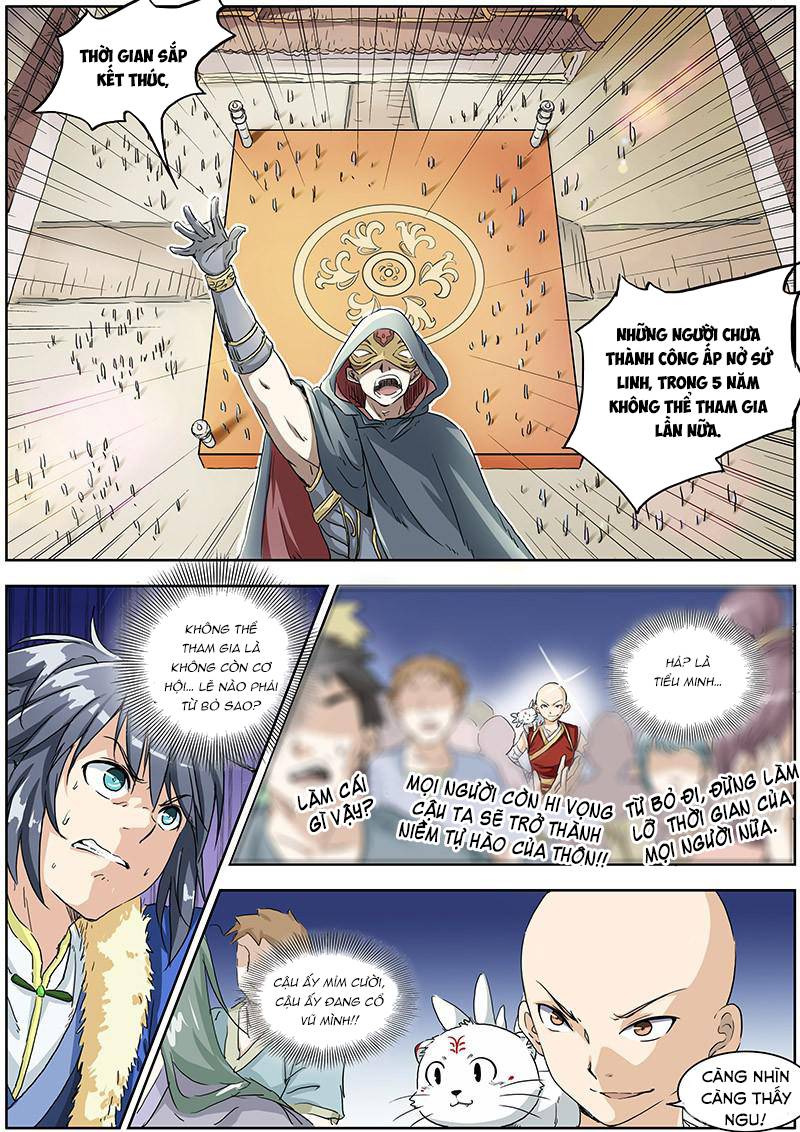 THỜI GIAN SẮP
KẾT THÚC,
NHỮNG NGƯỜI CHƯA
THÀNH CÔNG ẤP NỞ SỨ
LINH, TRONG 5 NĂM
KHÔNG THỂ THAM GIA
LẦN NỮA.
KHÔNG THỂ
THAM GIA LÀ
KHÔNG CÒN CƠ
HỘI... LẼ NÀO PHẢI
TỪ BỎ SAO?
HẢ? LÀ
TIỂU MINH...
LÀM CÁI
GÌ VẬY?
MỌI NGƯỜI CÒN HI VỌNG
CẬU TA SẼ TRỞ THÀNH
NIỀM TỰ HÀO CỦA THÔN!!
TỪ BỎ ĐI, ĐỪNG LÀM
LỠ THỜI GIAN CỦA
MỌI NGƯỜI NỮA.
CẬU ẤY MỈM CƯỜI,
CẬU ẤY ĐANG CỔ
VŨ MÌNH!!
CÀNG NHÌN
CÀNG THẤY
NGU!